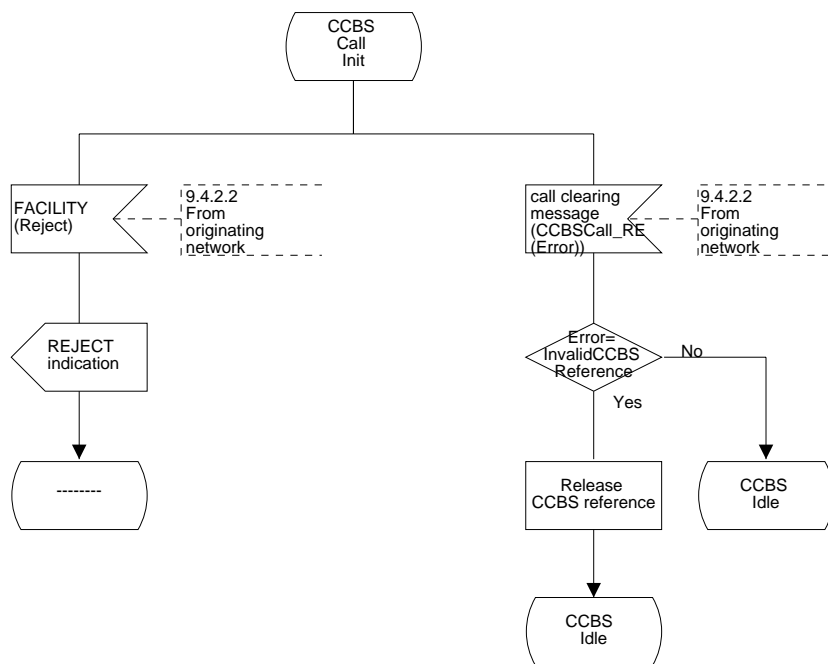 CCBS
Call
Init
FACILITY
(Reject)
9.4.2.2
From
originating
network
call clearing
message
(CCBSCall_RE
(Error))
9.4.2.2
From
originating
network
REJECT
indication
Error=
InvalidCCBS
Reference
No
Yes
--------
Release
CCBS reference
CCBS
Idle
CCBS
Idle